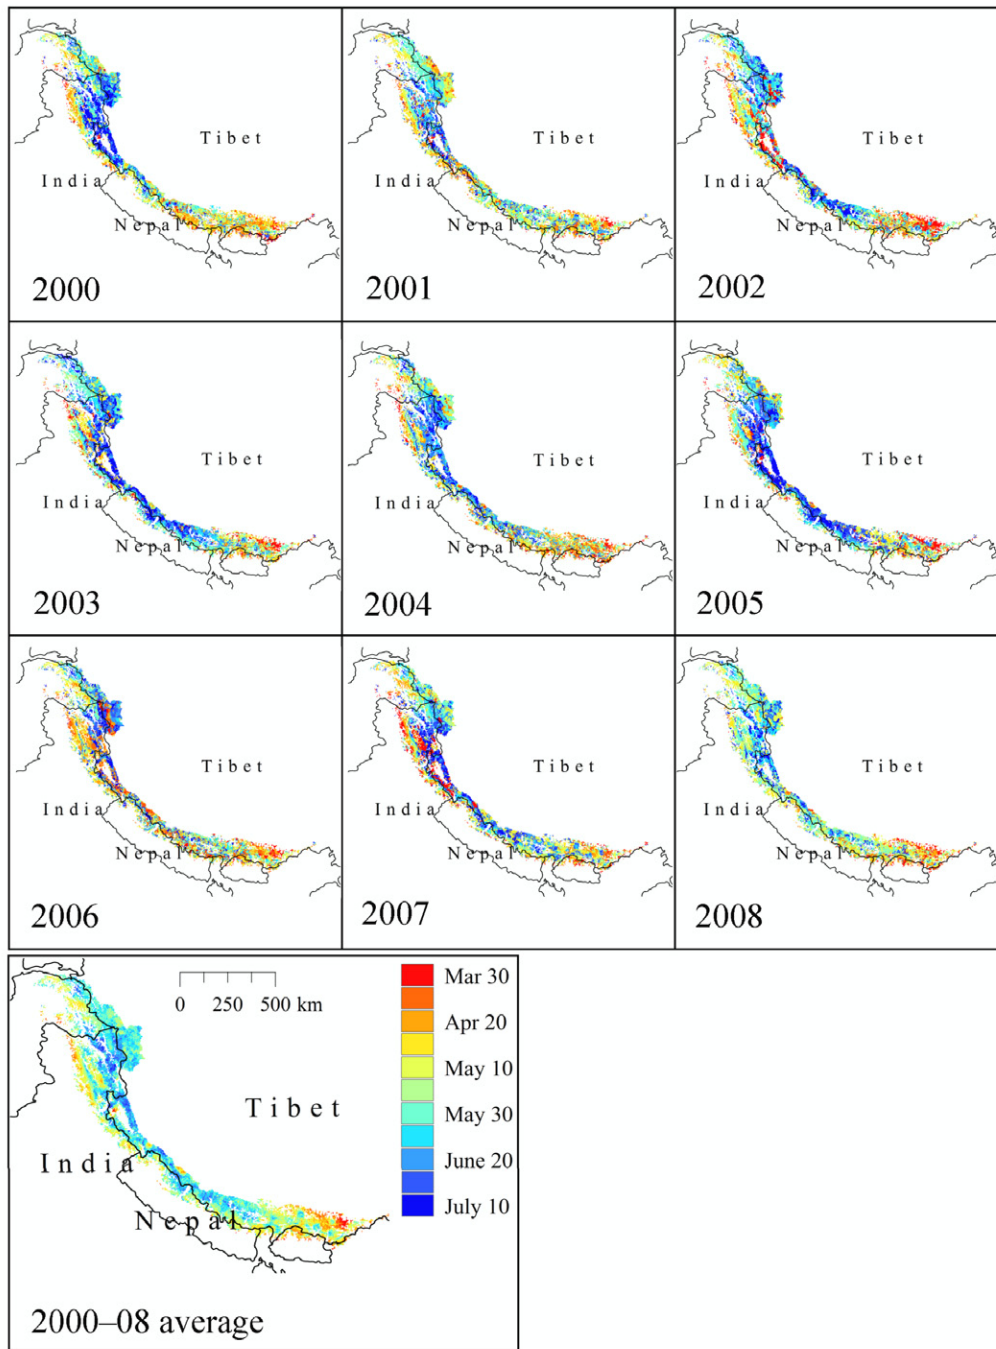 Tibet
India
Nepal
2000
Tibet
India
Nepal
2001
Tibet
India
Nepal
2002
Tibet
India
Nepal
2003
Tibet
India
Nepal
2004
Tibet
India
Nepal
2005
Tibet
India
Nepal
2006
Tibet
India
Nepal
2007
Tibet
India
Nepal
2008
0 250 500 km
Mar 30
Apr 20
May 10
May 30
June 20
July 10
Tibet
India
Nepal
2000–08 average